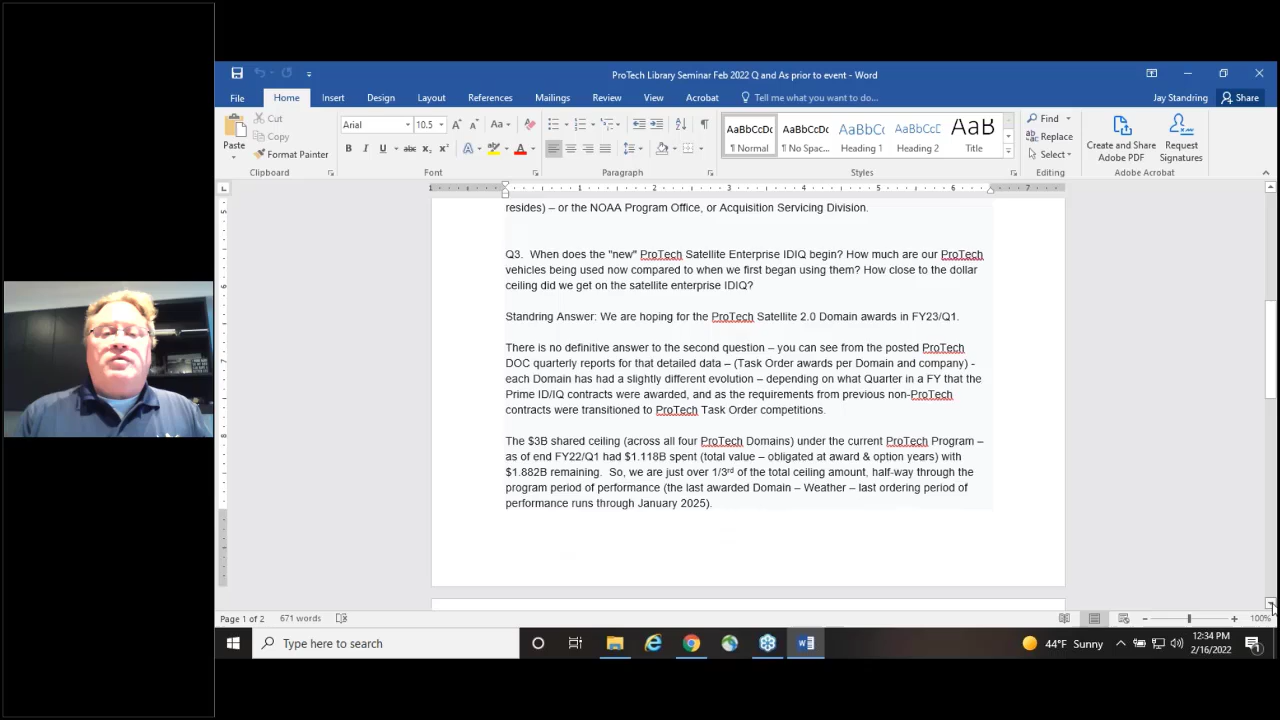 ProTech Library Seminar Feb 2022 Q and As prior to event - Word
File Home Insert Design Layout References Mailings Review View Acrobat Tell me what you want to do... Jay Standring Share
Paste
Cut
Copy
Format Painter
Clipboard
Arial 10.5
Font
Paragraph
AaBbCcDc AaBbCcDc AaBbCc AaBbCcC AaB
¶ Normal ¶ No Spac... Heading 1 Heading 2 Title
Styles
Find
Replace
Select
Editing
Create and Share Adobe PDF
Request Signatures
Adobe Acrobat
resides) – or the NOAA Program Office, or Acquisition Servicing Division.
Q3. When does the "new" ProTech Satellite Enterprise IDIQ begin? How much are our ProTech
vehicles being used now compared to when we first began using them? How close to the dollar
ceiling did we get on the satellite enterprise IDIQ?
Standring Answer: We are hoping for the ProTech Satellite 2.0 Domain awards in FY23/Q1.
There is no definitive answer to the second question – you can see from the posted ProTech
DOC quarterly reports for that detailed data – (Task Order awards per Domain and company) -
each Domain has had a slightly different evolution – depending on what Quarter in a FY that the
Prime ID/IQ contracts were awarded, and as the requirements from previous non-ProTech
contracts were transitioned to ProTech Task Order competitions.
The $3B shared ceiling (across all four ProTech Domains) under the current ProTech Program –
as of end FY22/Q1 had $1.118B spent (total value – obligated at award & option years) with
$1.882B remaining. So, we are just over 1/3rd of the total ceiling amount, half-way through the
program period of performance (the last awarded Domain – Weather – last ordering period of
performance runs through January 2025).
Page 1 of 2 671 words 100%
Type here to search 44°F Sunny 12:34 PM
2/16/2022